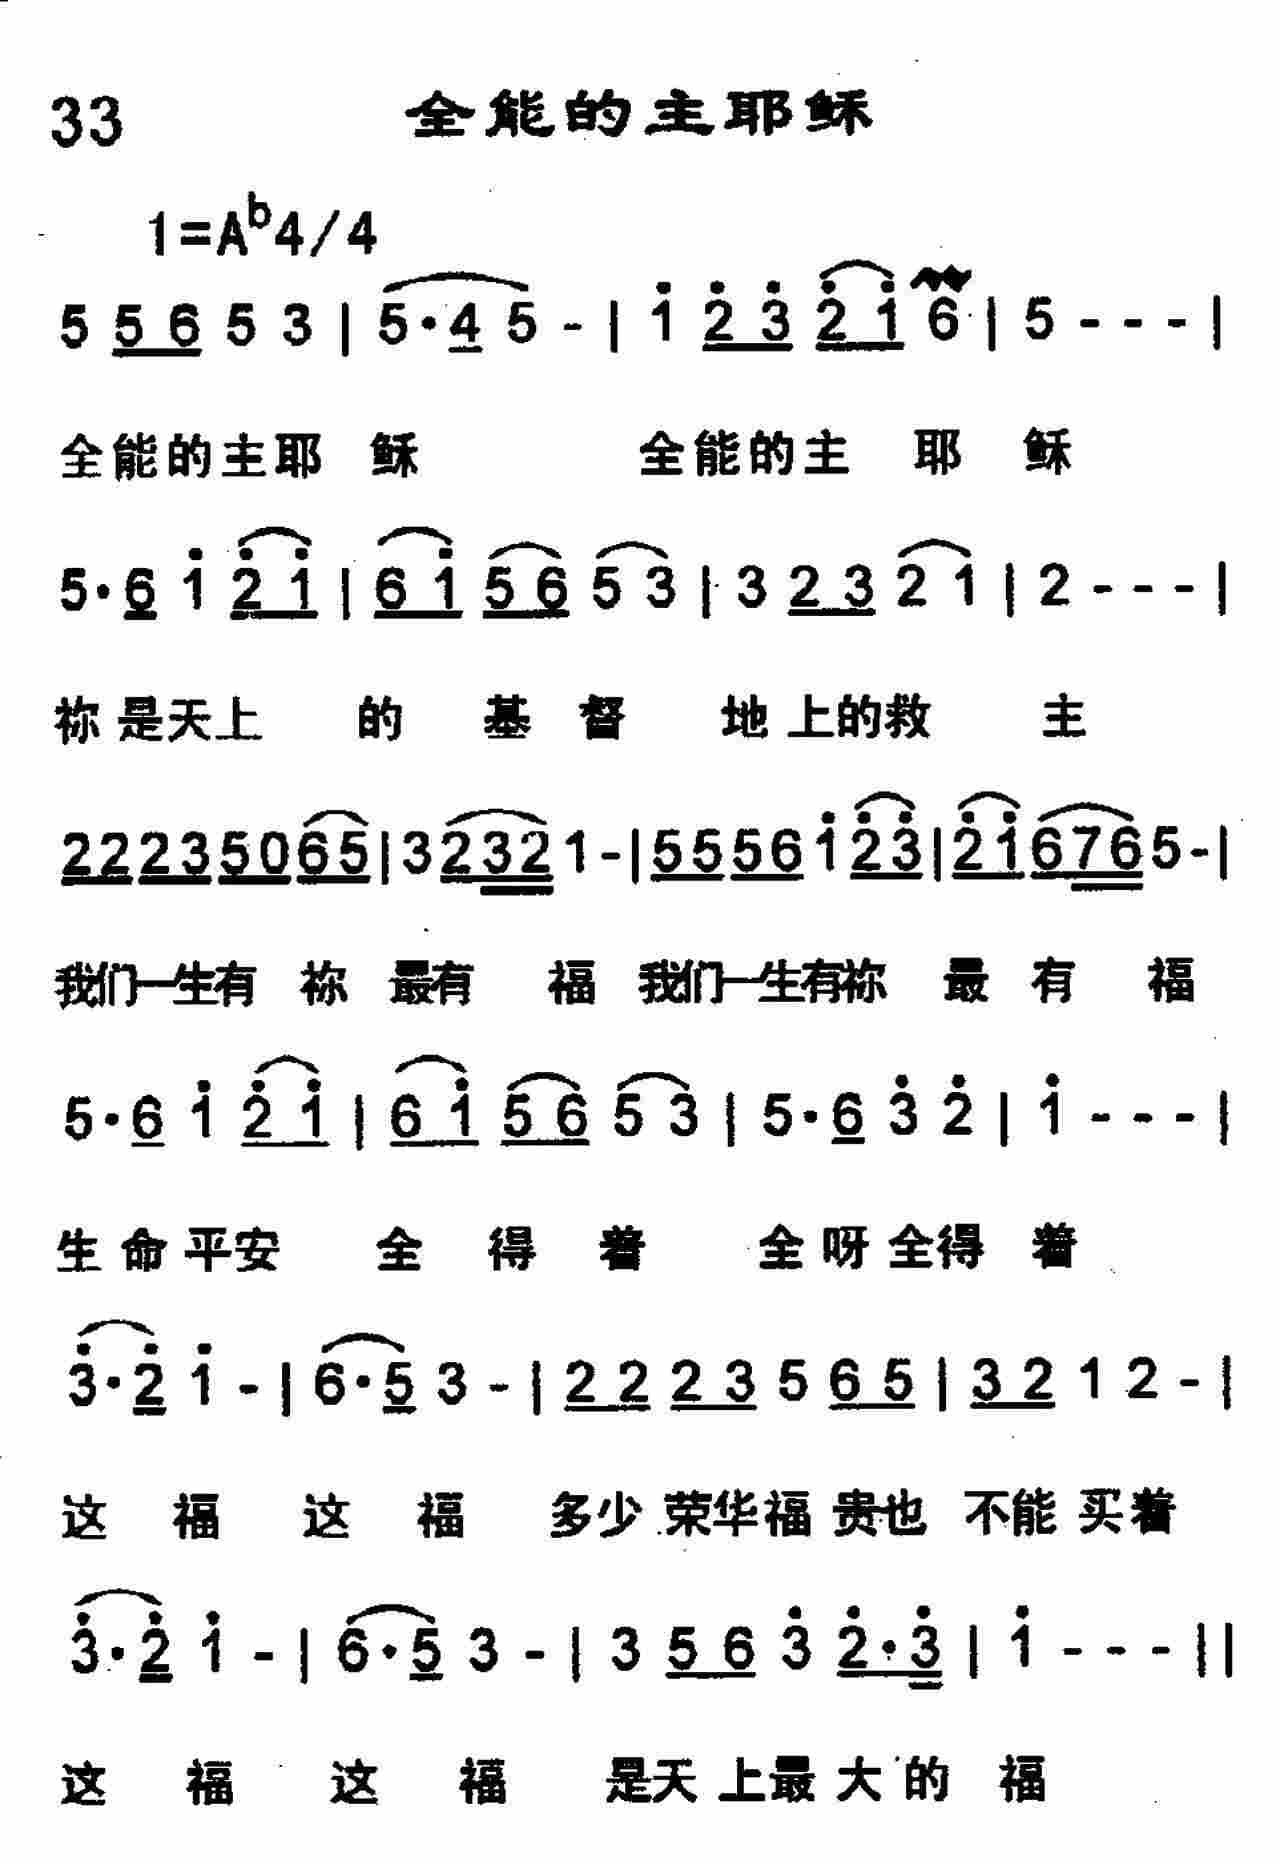 33 全能的主耶稣
1=A♭4/4
5 5 6 5 3 | 5·4 5 - | 1̇ 2̇ 3̇ 2̇ 1̇ 6 | 5 - - - |
全能的主耶 稣 全能的主 耶 稣
5·6 1̇ 2̇ 1̇ | 6 1̇ 5 6 5 3 | 3 2 3 2 1 | 2 - - - |
祢是天上 的 基 督 地上的救 主
2 2 2 3 5 0 6 5 | 3 2 3 2 1 - | 5 5 5 6 1̇ 2̇ 3̇ | 2̇ 1̇ 6 7 6 5 - |
我们一生有 祢 最有 福 我们一生有祢 最 有 福
5·6 1̇ 2̇ 1̇ | 6 1̇ 5 6 5 3 | 5·6 3̇ 2̇ | 1̇ - - - |
生命平安 全 得 着 全呀全得 着
3̇·2̇ 1̇ - | 6·5 3 - | 2 2 2 3 5 6 5 | 3 2 1 2 - |
这 福 这 福 多少荣华福 贵也 不能买着
3̇·2̇ 1̇ - | 6·5 3 - | 3 5 6 3̇ 2̇·3̇ | 1̇ - - - ||
这 福 这 福 是天上最大的 福